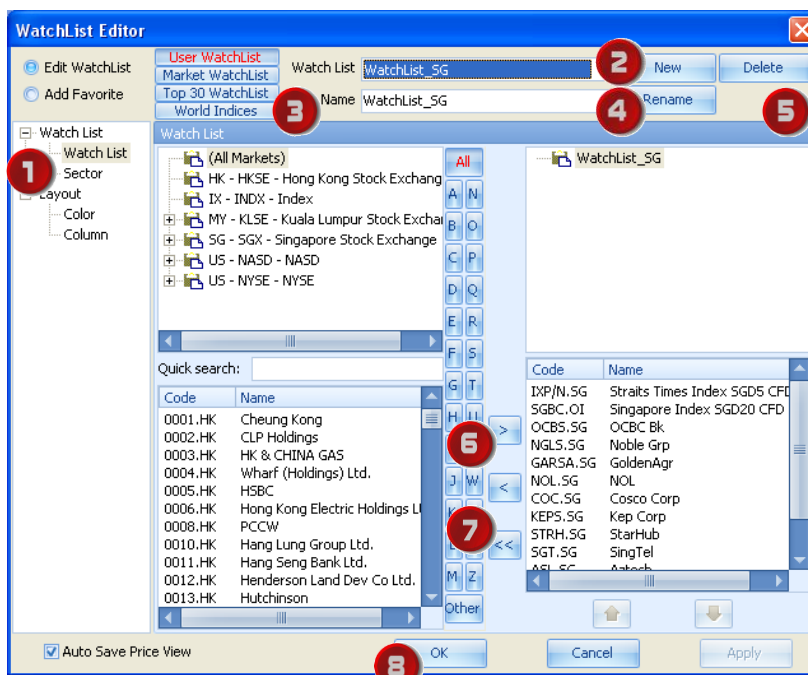 WatchList Editor
Edit WatchList
Add Favorite
User WatchList
Market WatchList
Top 30 WatchList
World Indices
3
Watch List WatchList_SG
2
New
Delete
Name WatchList_SG
4
Rename
5
Watch List
Watch List
1
Sector
Layout
Color
Column
Watch List
(All Markets)
HK - HKSE - Hong Kong Stock Exchang
IX - INDX - Index
MY - KLSE - Kuala Lumpur Stock Excha
SG - SGX - Singapore Stock Exchange
US - NASD - NASD
US - NYSE - NYSE
Quick search:
Code Name
0001.HK Cheung Kong
0002.HK CLP Holdings
0003.HK HK & CHINA GAS
0004.HK Wharf (Holdings) Ltd.
0005.HK HSBC
0006.HK Hong Kong Electric Holdings
0008.HK PCCW
0010.HK Hang Lung Group Ltd.
0011.HK Hang Seng Bank Ltd.
0012.HK Henderson Land Dev Co Ltd.
0013.HK Hutchinson
All
A N
B O
C P
D Q
E R
F S
G T
H U
J W
K
L
M Z
Other
6
>
<
7
<<
WatchList_SG
Code Name
IXP/N.SG Straits Times Index SGD5 CFD
SGBC.OI Singapore Index SGD20 CFD
OCBS.SG OCBC Bk
NGLS.SG Noble Grp
GARSA.SG GoldenAgr
NOL.SG NOL
COC.SG Cosco Corp
KEPS.SG Kep Corp
STRH.SG StarHub
SGT.SG SingTel
Auto Save Price View
8
OK
Cancel
Apply